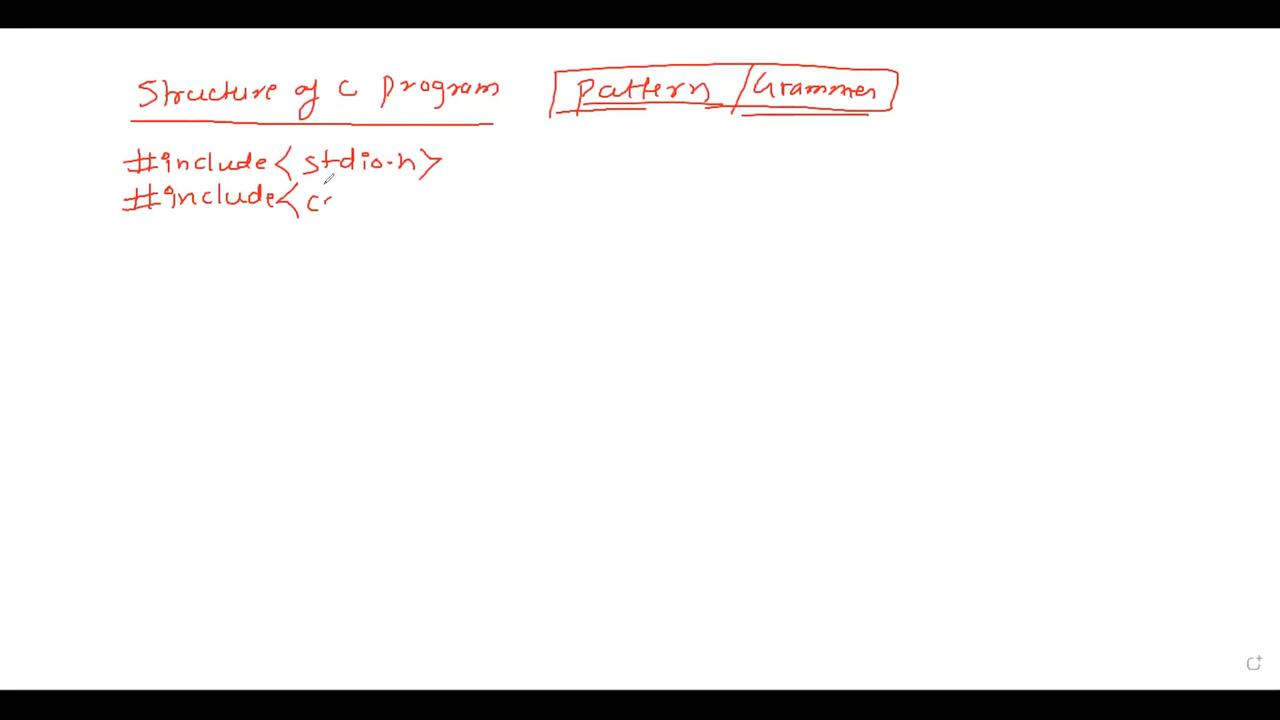 Structure of C Program Pattern / Grammer
#include<stdio.h>
#include<c